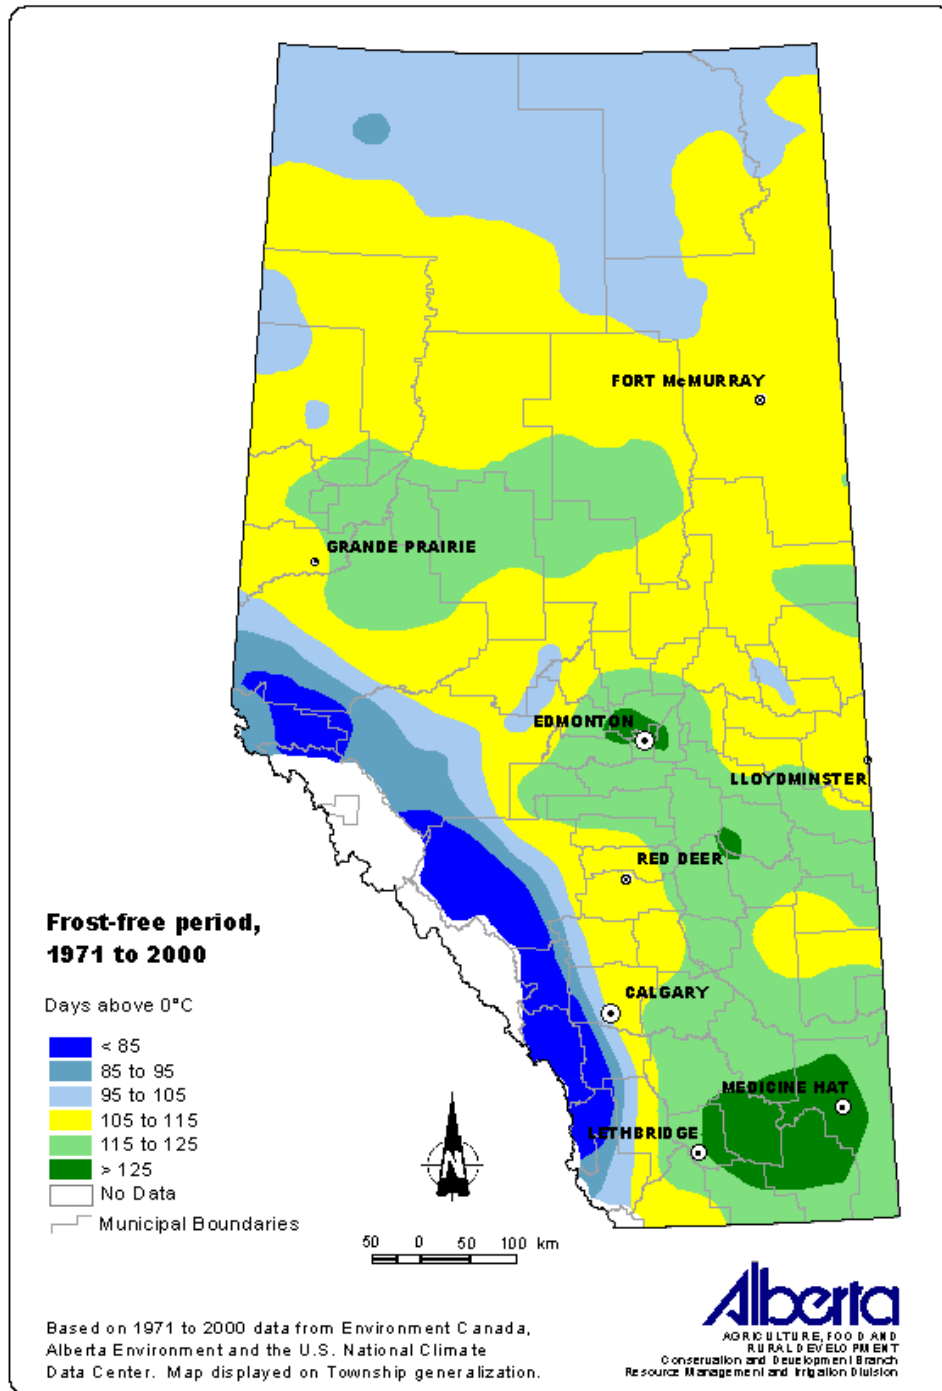 FORT McMURRAY
GRANDE PRAIRIE
EDMONTON
LLOYDMINSTER
RED DEER
CALGARY
MEDICINE HAT
LETHBRIDGE
Frost-free period,
1971 to 2000
Days above 0°C
< 85
85 to 95
95 to 105
105 to 115
115 to 125
> 125
No Data
Municipal Boundaries
N
50 0 50 100 km
Based on 1971 to 2000 data from Environment Canada,
Alberta Environment and the U.S. National Climate
Data Center. Map displayed on Township generalization.
Alberta
AGRICULTURE, FOOD AND
RURAL DEVELOPMENT
Conservation and Development Branch
Resource Management and Irrigation Division